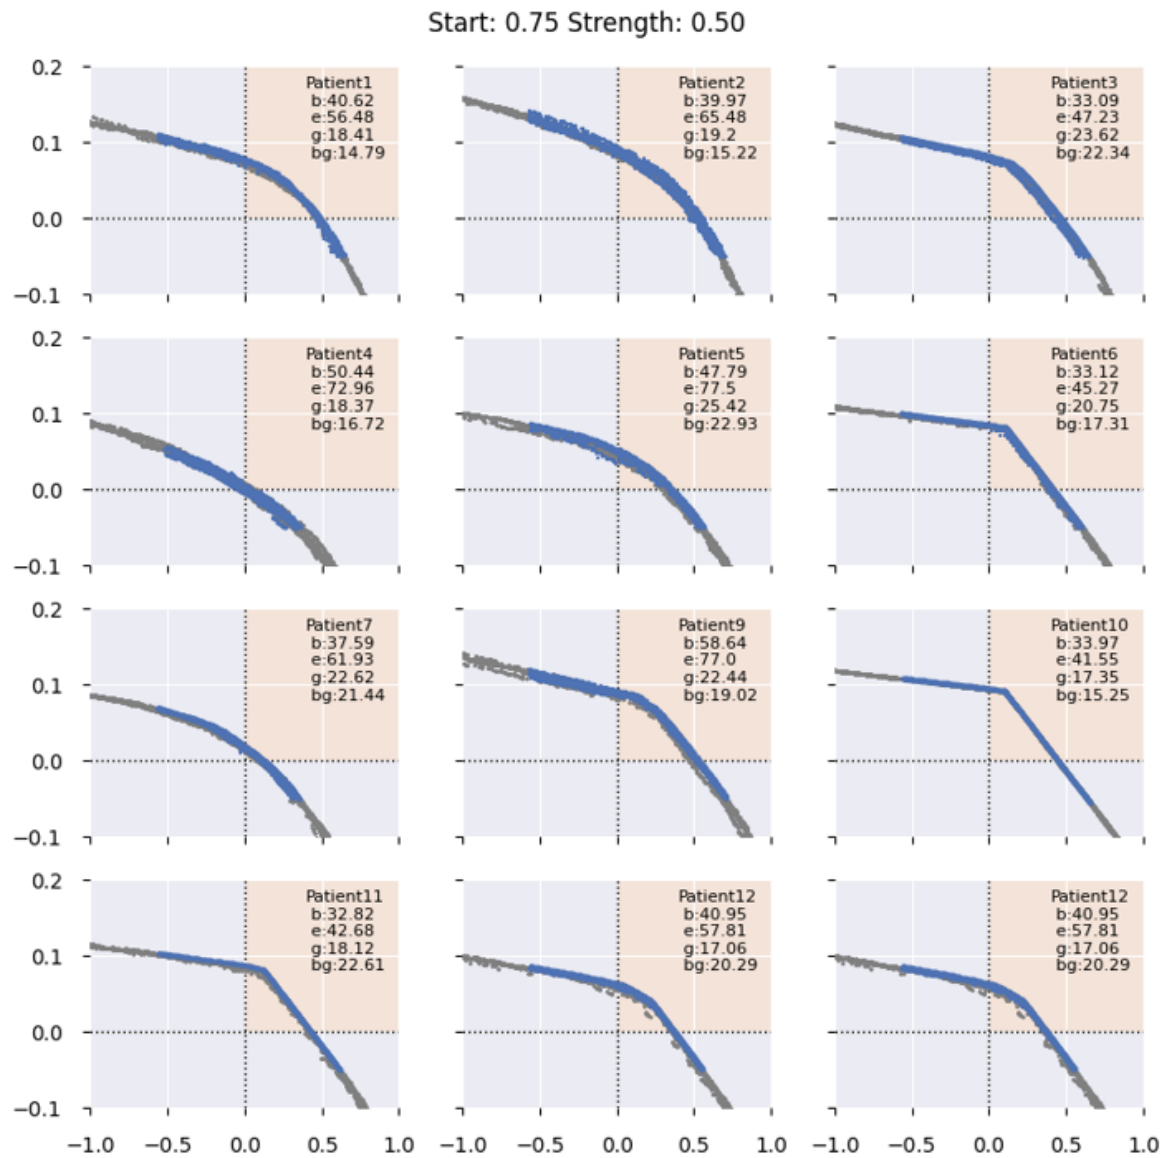 Start: 0.75 Strength: 0.50
0.2
0.1
0.0
−0.1
Patient1
b:40.62
e:56.48
g:18.41
bg:14.79
Patient2
b:39.97
e:65.48
g:19.2
bg:15.22
Patient3
b:33.09
e:47.23
g:23.62
bg:22.34
0.2
0.1
0.0
−0.1
Patient4
b:50.44
e:72.96
g:18.37
bg:16.72
Patient5
b:47.79
e:77.5
g:25.42
bg:22.93
Patient6
b:33.12
e:45.27
g:20.75
bg:17.31
0.2
0.1
0.0
−0.1
Patient7
b:37.59
e:61.93
g:22.62
bg:21.44
Patient9
b:58.64
e:77.0
g:22.44
bg:19.02
Patient10
b:33.97
e:41.55
g:17.35
bg:15.25
0.2
0.1
0.0
−0.1
Patient11
b:32.82
e:42.68
g:18.12
bg:22.61
Patient12
b:40.95
e:57.81
g:17.06
bg:20.29
Patient12
b:40.95
e:57.81
g:17.06
bg:20.29
−1.0 −0.5 0.0 0.5 1.0
−1.0 −0.5 0.0 0.5 1.0
−1.0 −0.5 0.0 0.5 1.0